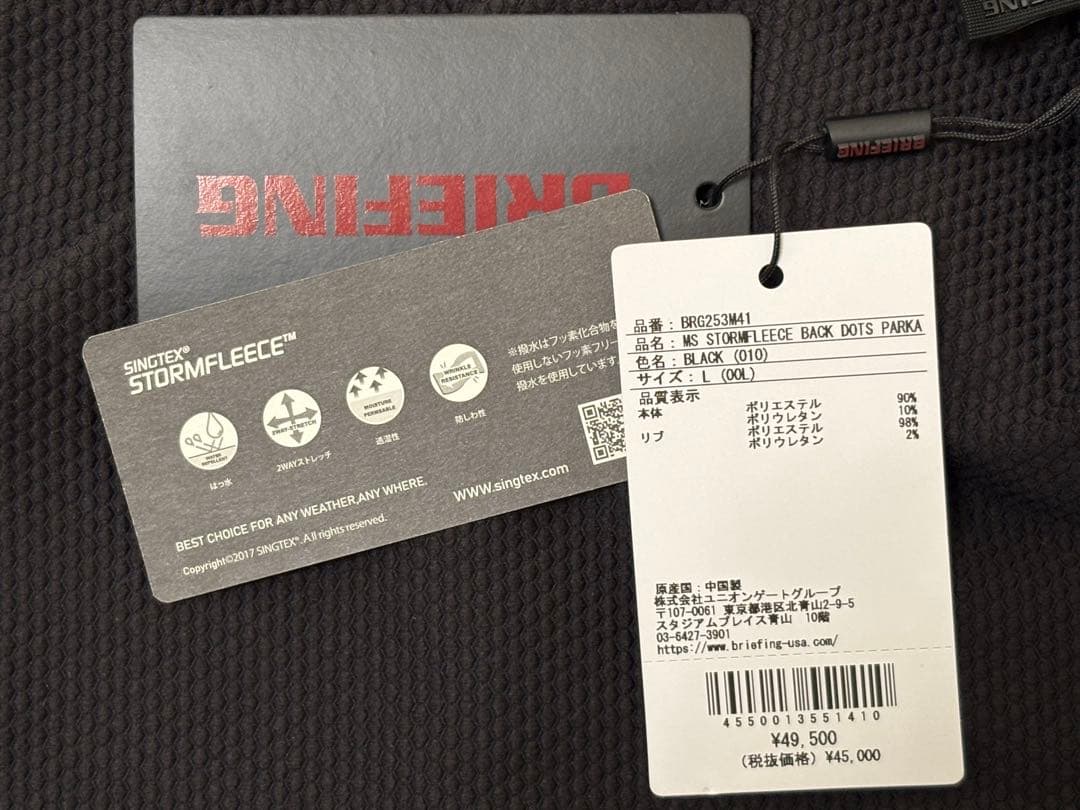 BRIEFING
BRIEFING
SINGTEX®
STORMFLEECE™
WATER REPELLENT
はっ水
2WAY-STRETCH
2WAYストレッチ
MOISTURE PERMEABLE
透湿性
WRINKLE RESISTANCE
防しわ性
※撥水はフッ素化合物を
使用しないフッ素フリー
撥水を使用しています
BEST CHOICE FOR ANY WEATHER,ANY WHERE.
WWW.singtex.com
Copyright©2017 SINGTEX®.All rights reserved.
品番: BRG253M41
品名: MS STORMFLEECE BACK DOTS PARKA
色名: BLACK (010)
サイズ: L (00L)
品質表示
本体 ポリエステル 90%
ポリウレタン 10%
リブ ポリエステル 98%
ポリウレタン 2%
原産国:中国製
株式会社ユニオンゲートグループ
〒107-0061 東京都港区北青山2-9-5
スタジアムプレイス青山 10階
03-6427-3901
https://www.briefing-usa.com/
4550013551410
¥49,500
(税抜価格) ¥45,000